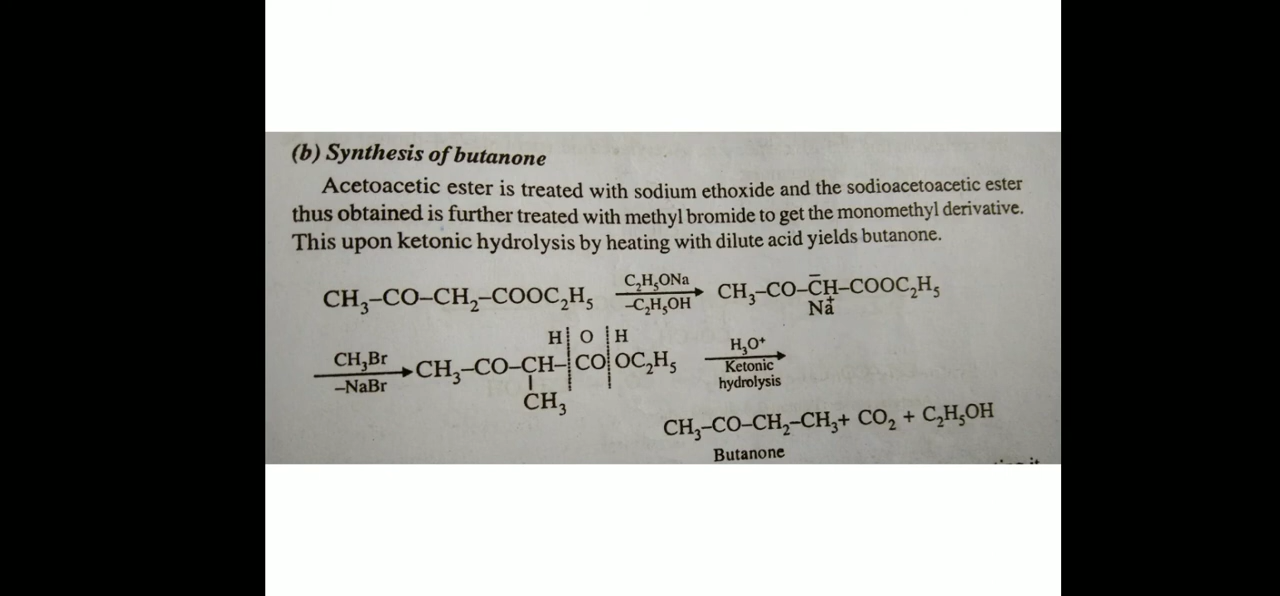 (b) Synthesis of butanone
Acetoacetic ester is treated with sodium ethoxide and the sodioacetoacetic ester
thus obtained is further treated with methyl bromide to get the monomethyl derivative.
This upon ketonic hydrolysis by heating with dilute acid yields butanone.
C₂H₅ONa
CH₃–CO–CH₂–COOC₂H₅ CH₃–CO–C̄H–COOC₂H₅
–C₂H₅OH Na⁺
H O H
CH₃Br H₃O⁺
CH₃–CO–CH– CO OC₂H₅
–NaBr Ketonic
hydrolysis
CH₃
CH₃–CO–CH₂–CH₃+ CO₂ + C₂H₅OH
Butanone